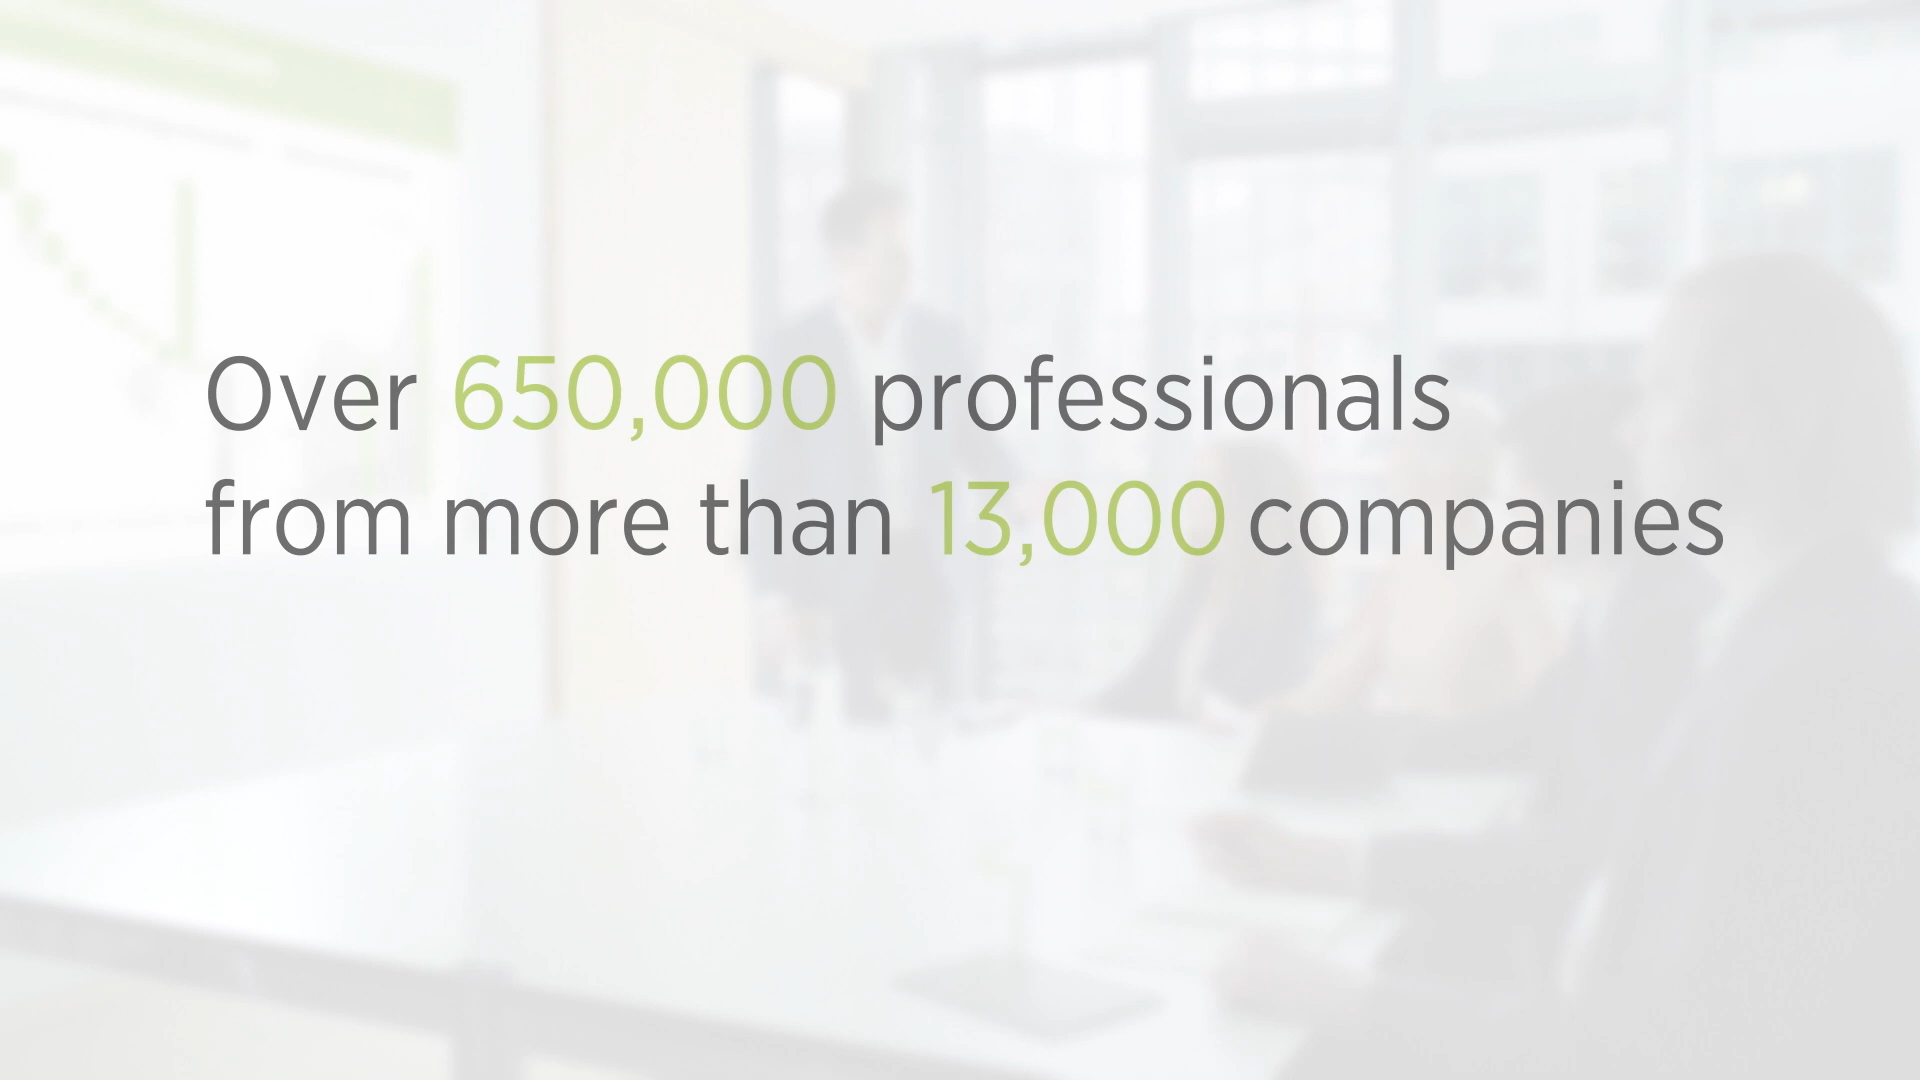 Over 650,000 professionals
from more than 13,000 companies